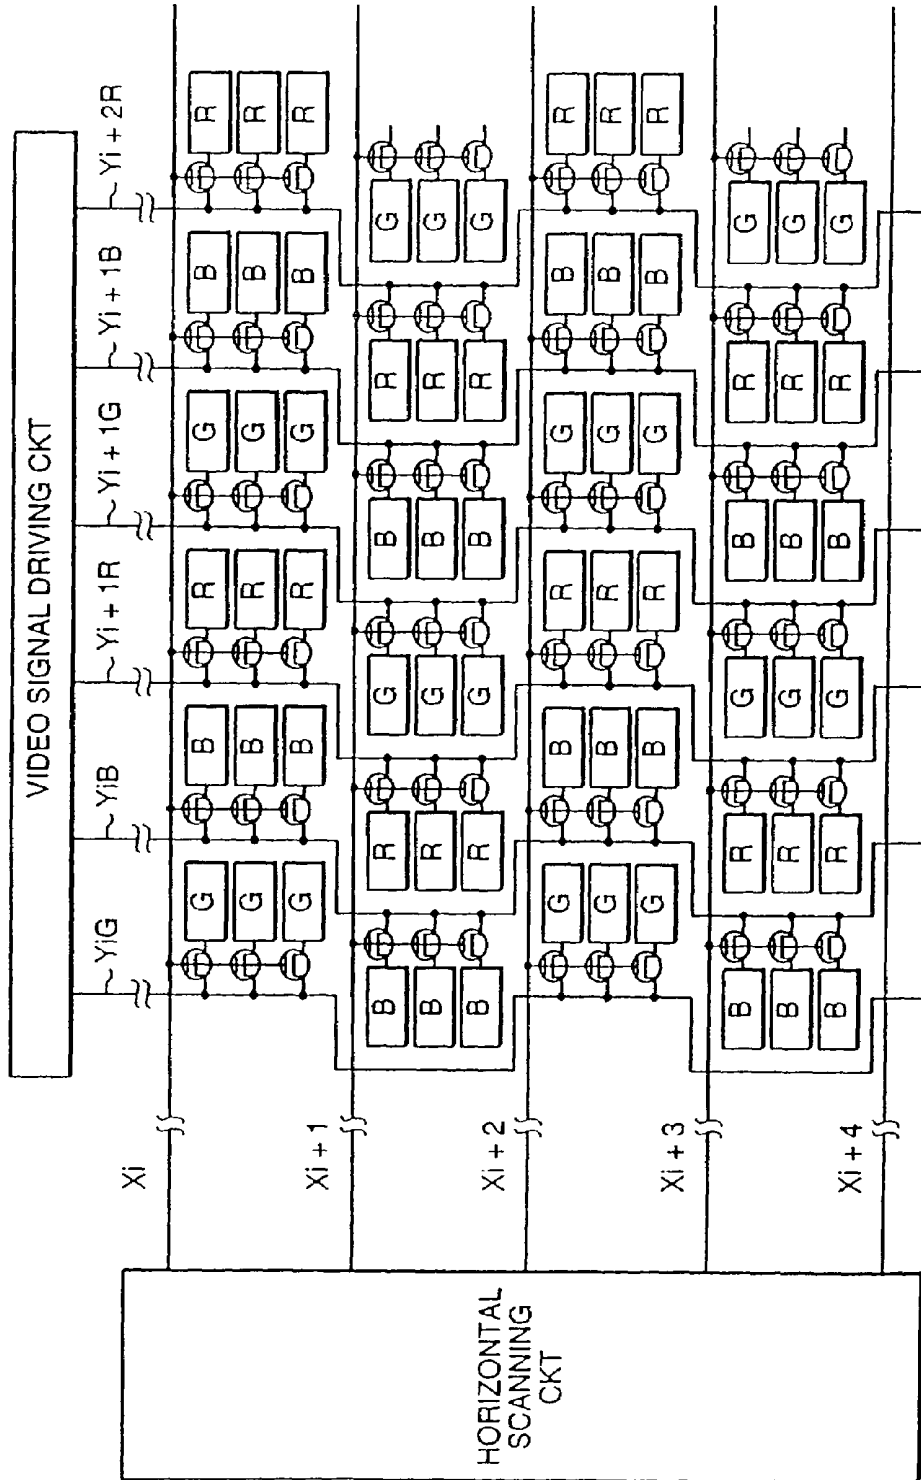 VIDEO SIGNAL DRIVING CKT
YiG YiB Yi + 1R Yi + 1G Yi + 1B Yi + 2R
Xi
G B R G B R
G B R G B R
G B R G B R
Xi + 1
B R G B R G
B R G B R G
B R G B R G
Xi + 2
HORIZONTAL
SCANNING
CKT
G B R G B R
G B R G B R
G B R G B R
Xi + 3
B R G B R G
B R G B R G
B R G B R G
Xi + 4